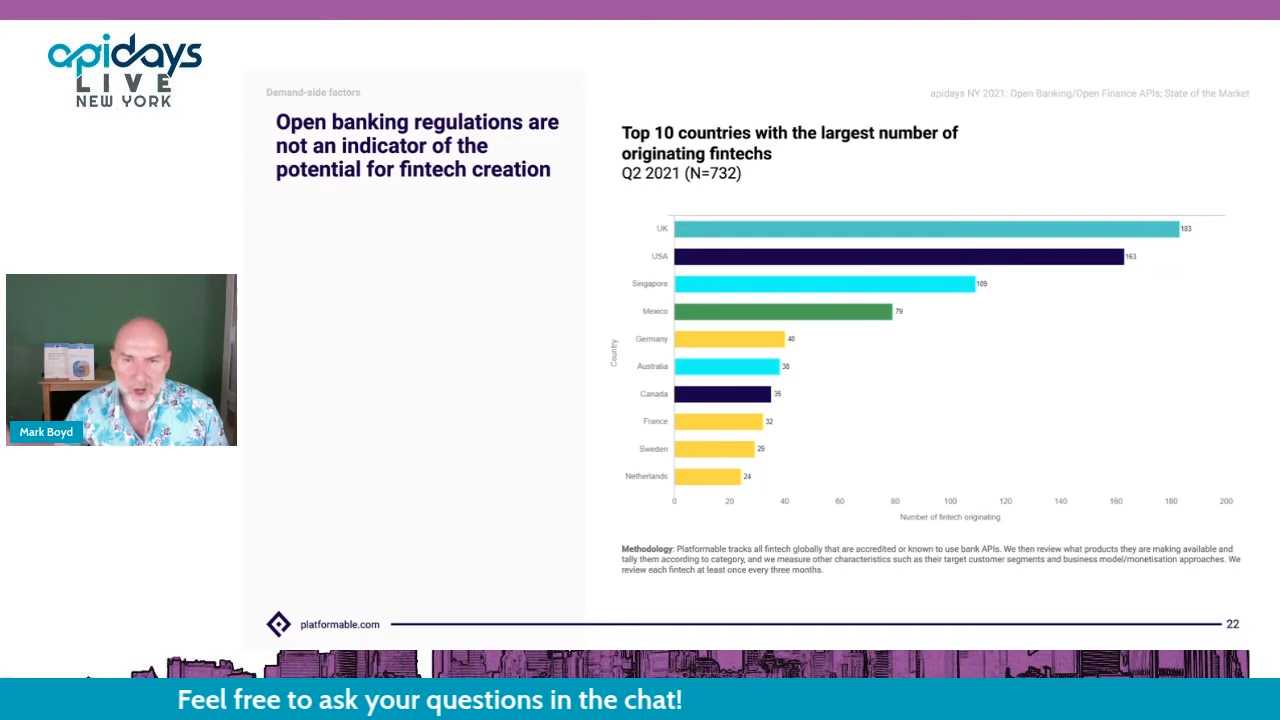 apidays
LIVE
NEW YORK
Demand-side factors
Open banking regulations are
not an indicator of the
potential for fintech creation
apidays NY 2021: Open Banking/Open Finance APIs; State of the Market
Top 10 countries with the largest number of
originating fintechs
Q2 2021 (N=732)
Country
UK 183
USA 163
Singapore 109
Mexico 79
Germany 40
Australia 38
Canada 35
France 32
Sweden 29
Netherlands 24
0 20 40 60 80 100 120 140 160 180 200
Number of fintech originating
Methodology: Platformable tracks all fintech globally that are accredited or known to use bank APIs. We then review what products they are making available and
tally them according to category, and we measure other characteristics such as their target customer segments and business model/monetisation approaches. We
review each fintech at least once every three months.
Mark Boyd
platformable.com
22
Feel free to ask your questions in the chat!